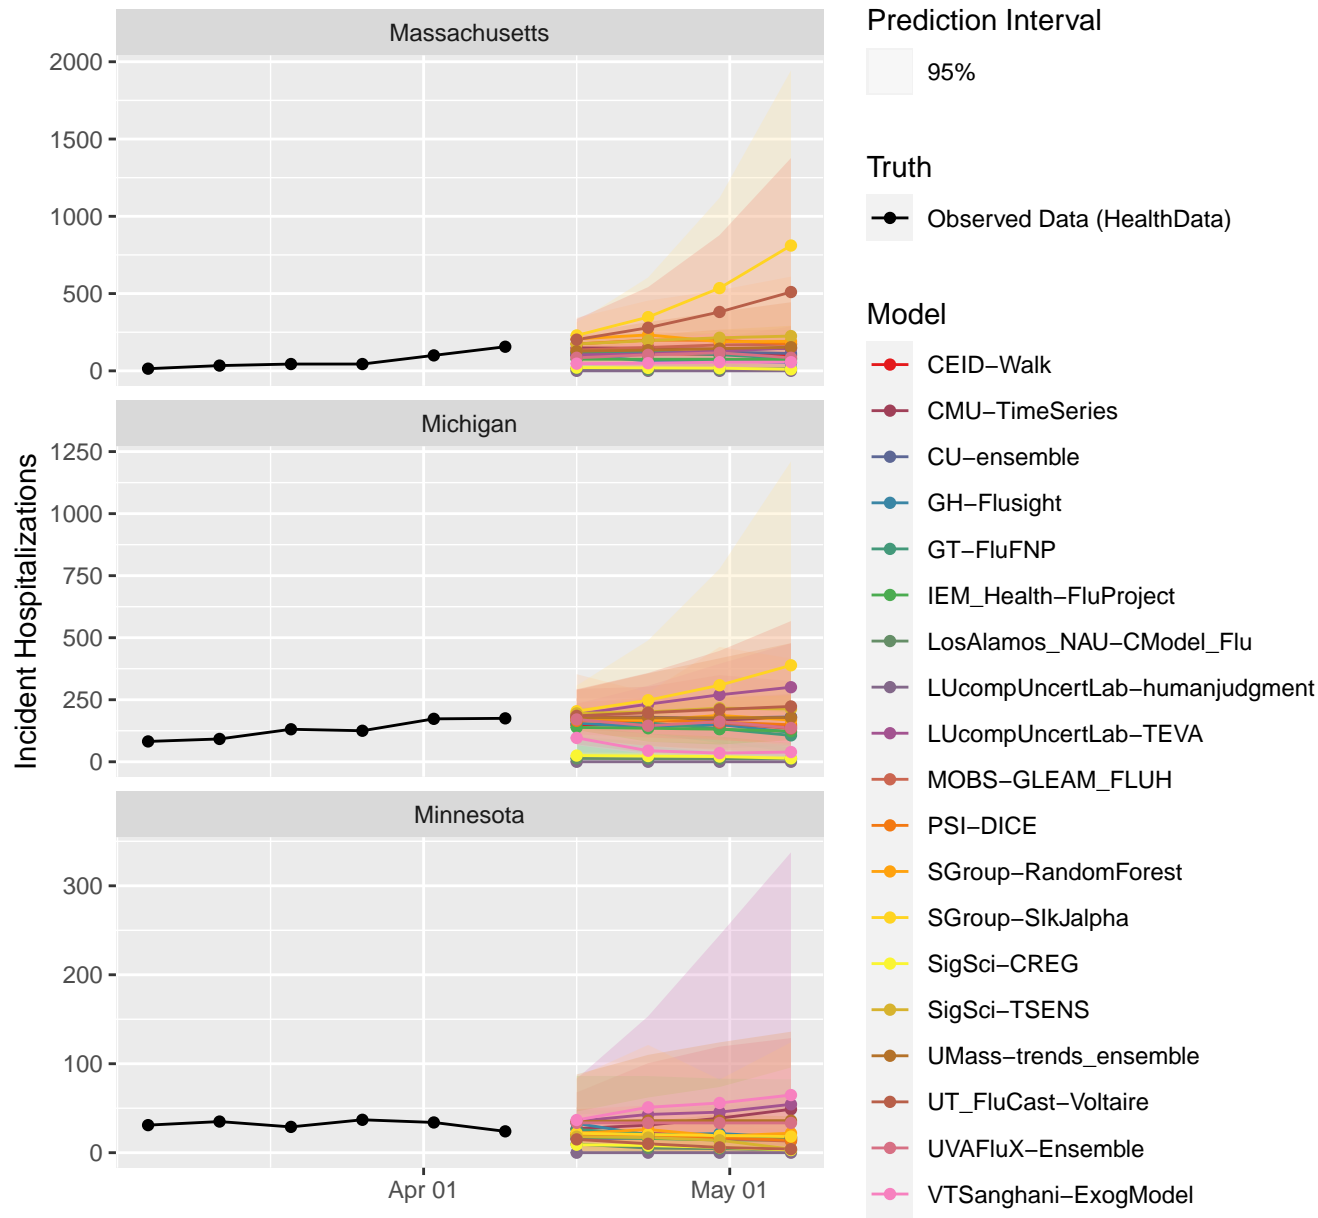 Massachusetts
2000
1500
1000
500
0
Michigan
1250
1000
750
500
250
0
Minnesota
300
200
100
0
Apr 01
May 01
Incident Hospitalizations
Prediction Interval
95%
Truth
Observed Data (HealthData)
Model
CEID−Walk
CMU−TimeSeries
CU−ensemble
GH−Flusight
GT−FluFNP
IEM_Health−FluProject
LosAlamos_NAU−CModel_Flu
LUcompUncertLab−humanjudgment
LUcompUncertLab−TEVA
MOBS−GLEAM_FLUH
PSI−DICE
SGroup−RandomForest
SGroup−SIkJalpha
SigSci−CREG
SigSci−TSENS
UMass−trends_ensemble
UT_FluCast−Voltaire
UVAFluX−Ensemble
VTSanghani−ExogModel